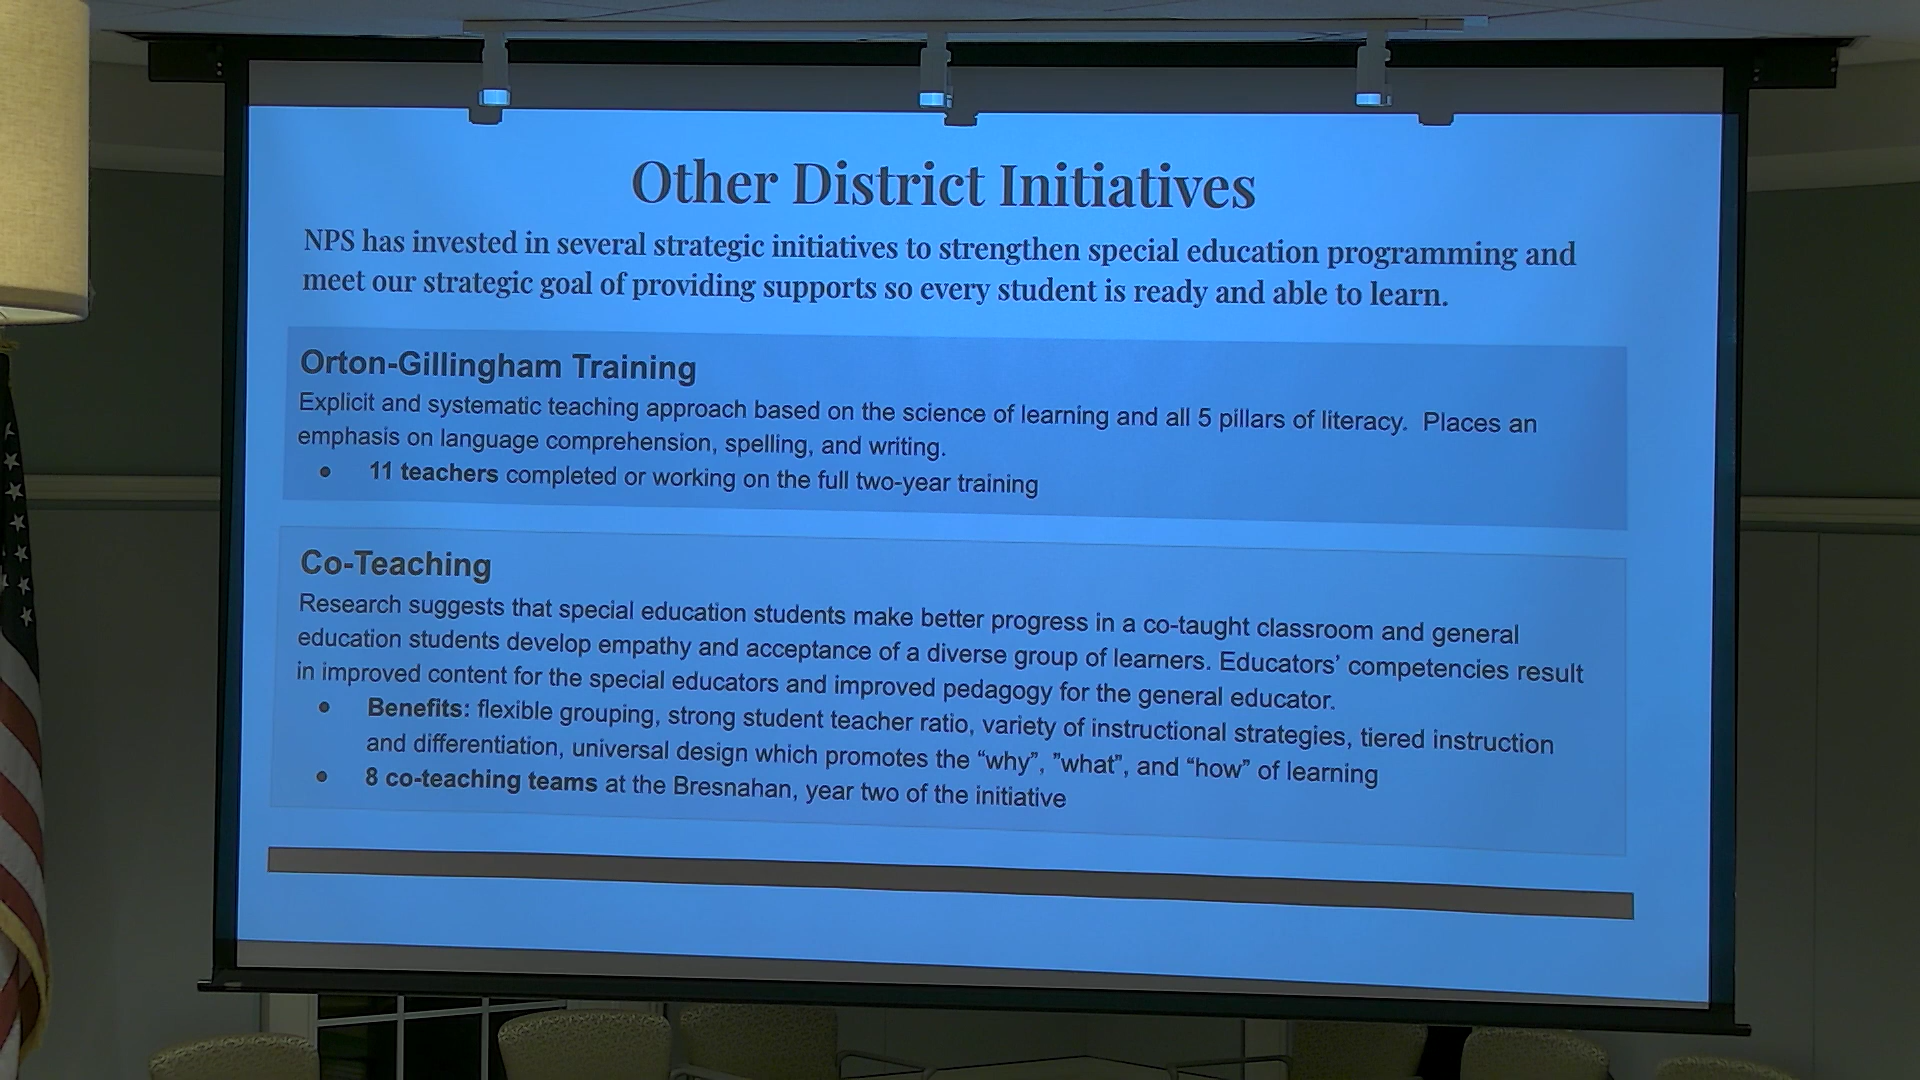 Other District Initiatives
NPS has invested in several strategic initiatives to strengthen special education programming and
meet our strategic goal of providing supports so every student is ready and able to learn.
Orton-Gillingham Training
Explicit and systematic teaching approach based on the science of learning and all 5 pillars of literacy. Places an
emphasis on language comprehension, spelling, and writing.
• 11 teachers completed or working on the full two-year training
Co-Teaching
Research suggests that special education students make better progress in a co-taught classroom and general
education students develop empathy and acceptance of a diverse group of learners. Educators’ competencies result
in improved content for the special educators and improved pedagogy for the general educator.
• Benefits: flexible grouping, strong student teacher ratio, variety of instructional strategies, tiered instruction
and differentiation, universal design which promotes the “why”, ”what”, and “how” of learning
• 8 co-teaching teams at the Bresnahan, year two of the initiative